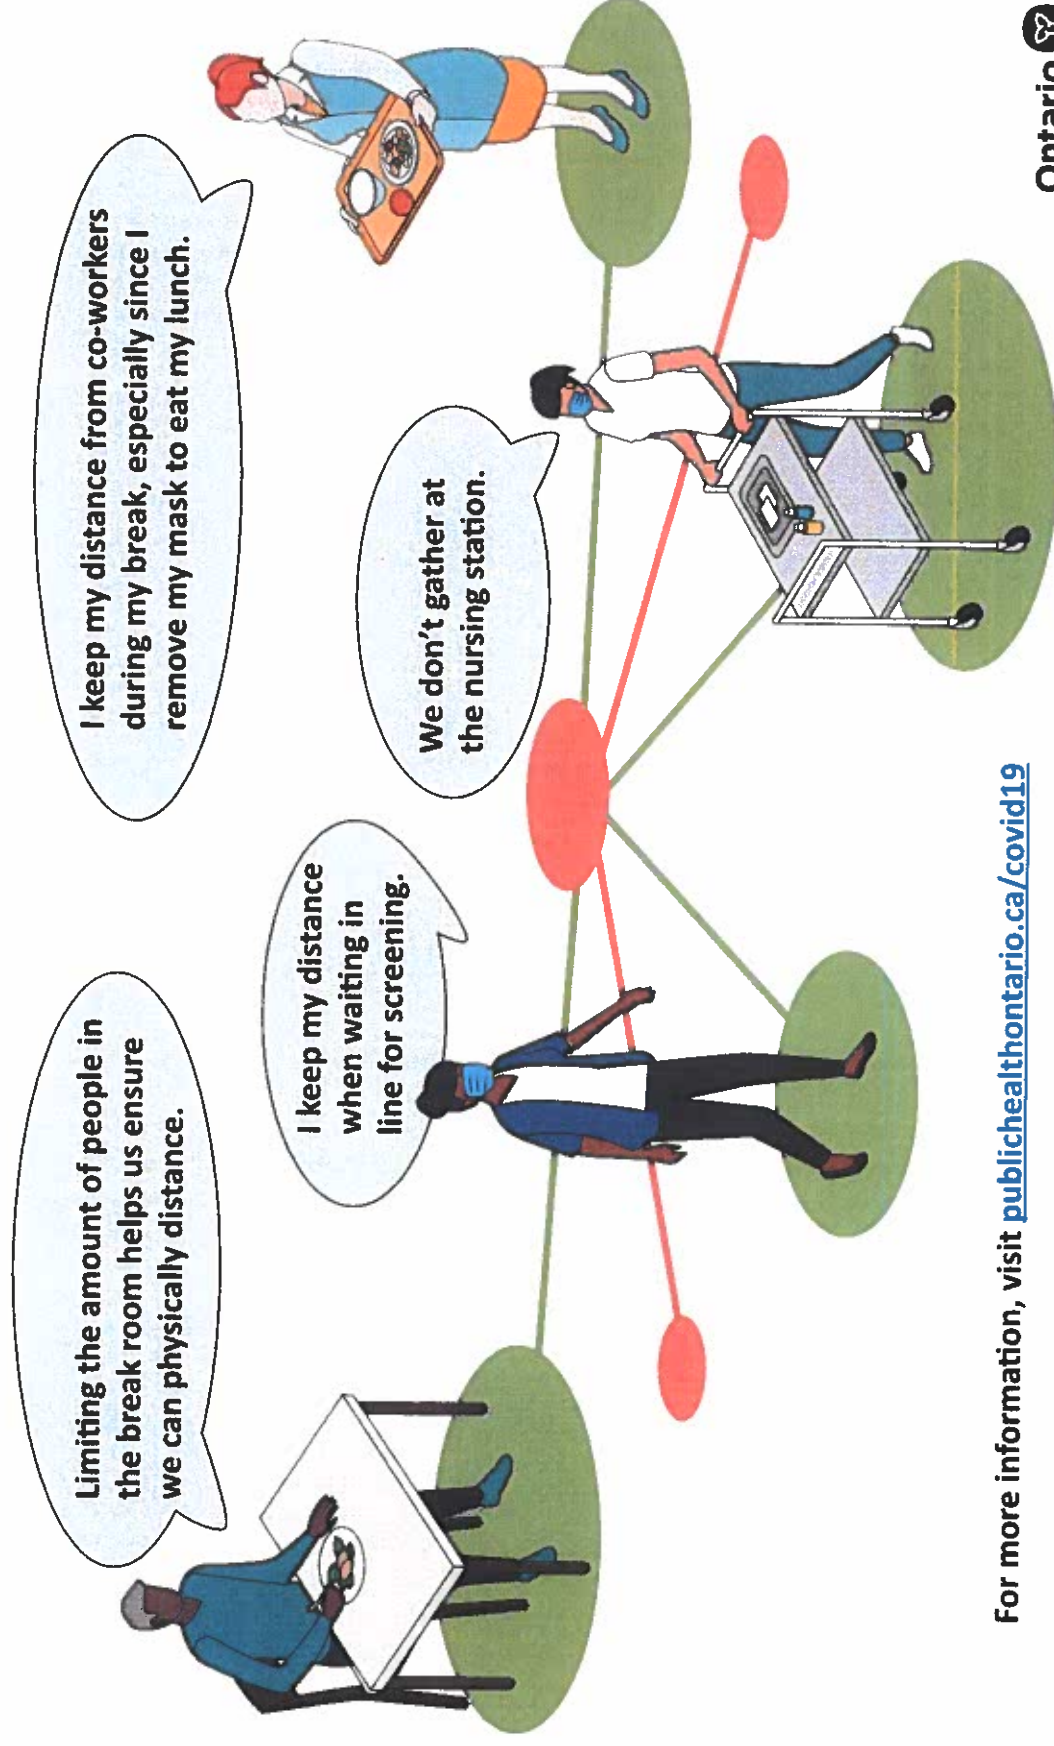 Limiting the amount of people in
the break room helps us ensure
we can physically distance.
I keep my distance
when waiting in
line for screening.
I keep my distance from co-workers
during my break, especially since I
remove my mask to eat my lunch.
We don't gather at
the nursing station.
For more information, visit publichealthontario.ca/covid19
Ontario